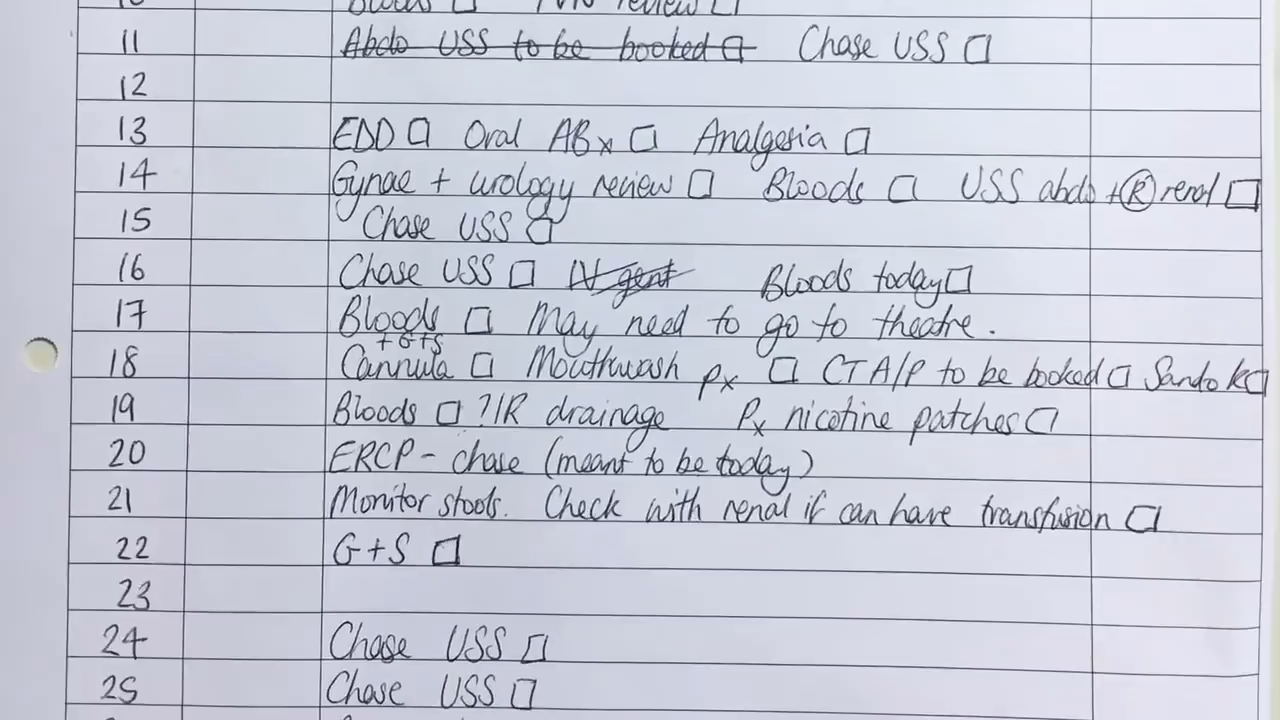 Bloods ☐ review ☐
11 Abdo USS to be booked ☐ Chase USS ☐
12
13 EDD ☐ Oral ABx ☐ Analgesia ☐
14 Gynae + urology review ☐ Bloods ☐ USS abdo + Ⓡ renal ☐
15 Chase USS ☐
16 Chase USS ☐ IV gent Bloods today ☐
17 Bloods ☐ May need to go to theatre.
+ G+S
18 Cannula ☐ Mouthwash Px ☐ CT A/P to be booked ☐ Sando K ☐
19 Bloods ☐ ?IR drainage Px nicotine patches ☐
20 ERCP - chase (meant to be today)
21 Monitor stools. Check with renal if can have transfusion ☐
22 G+S ☐
23
24 Chase USS ☐
25 Chase USS ☐